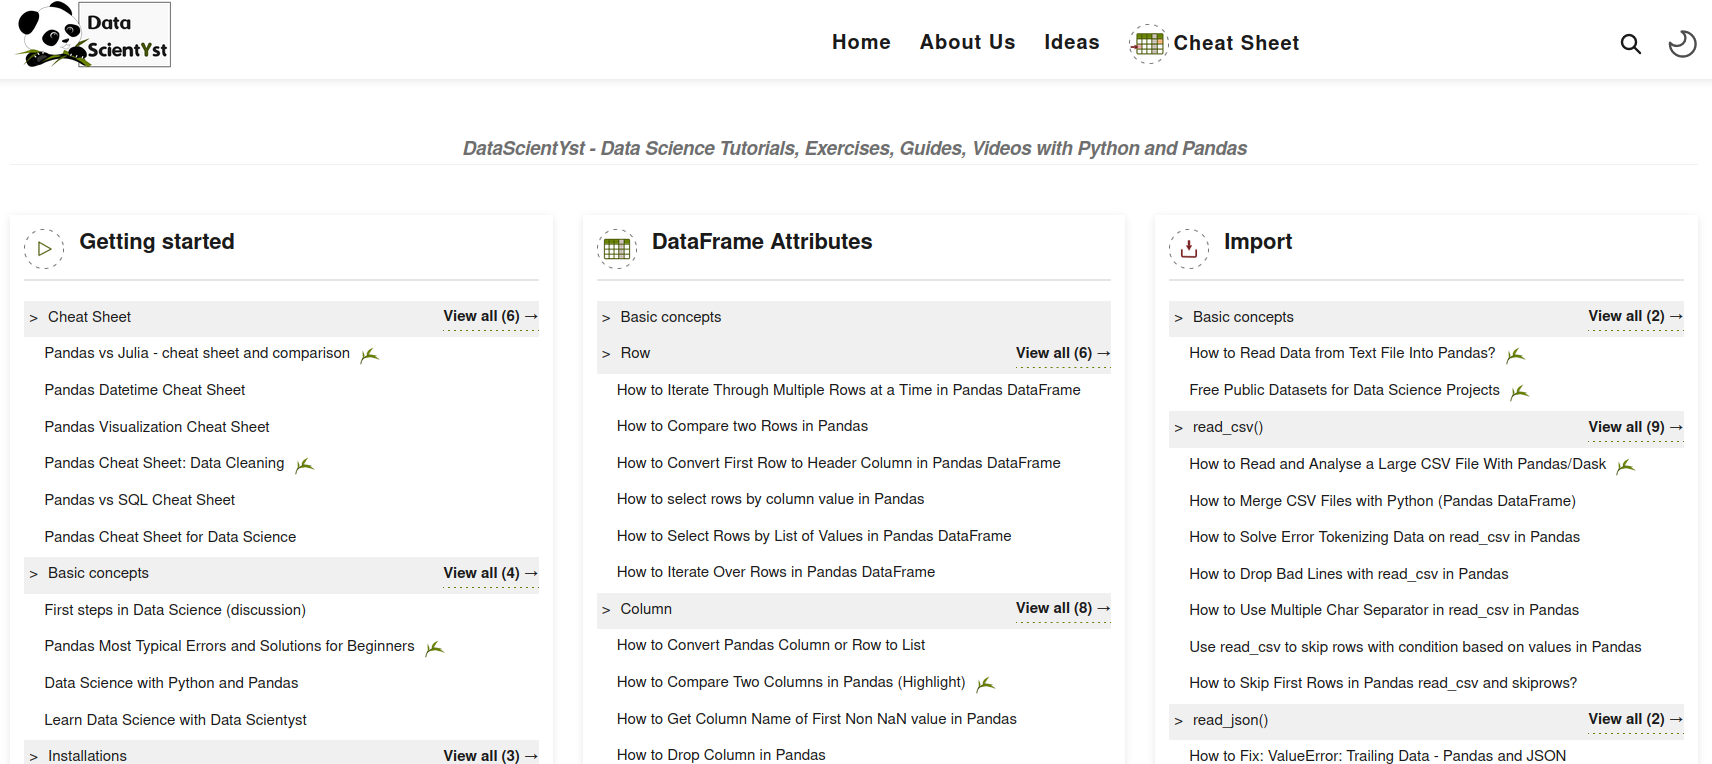 Data
ScientYst
Home About Us Ideas Cheat Sheet
DataScientYst - Data Science Tutorials, Exercises, Guides, Videos with Python and Pandas
Getting started
> Cheat Sheet View all (6) →
Pandas vs Julia - cheat sheet and comparison
Pandas Datetime Cheat Sheet
Pandas Visualization Cheat Sheet
Pandas Cheat Sheet: Data Cleaning
Pandas vs SQL Cheat Sheet
Pandas Cheat Sheet for Data Science
> Basic concepts View all (4) →
First steps in Data Science (discussion)
Pandas Most Typical Errors and Solutions for Beginners
Data Science with Python and Pandas
Learn Data Science with Data Scientyst
> Installations View all (3) →
DataFrame Attributes
> Basic concepts
> Row View all (6) →
How to Iterate Through Multiple Rows at a Time in Pandas DataFrame
How to Compare two Rows in Pandas
How to Convert First Row to Header Column in Pandas DataFrame
How to select rows by column value in Pandas
How to Select Rows by List of Values in Pandas DataFrame
How to Iterate Over Rows in Pandas DataFrame
> Column View all (8) →
How to Convert Pandas Column or Row to List
How to Compare Two Columns in Pandas (Highlight)
How to Get Column Name of First Non NaN value in Pandas
How to Drop Column in Pandas
Import
> Basic concepts View all (2) →
How to Read Data from Text File Into Pandas?
Free Public Datasets for Data Science Projects
> read_csv() View all (9) →
How to Read and Analyse a Large CSV File With Pandas/Dask
How to Merge CSV Files with Python (Pandas DataFrame)
How to Solve Error Tokenizing Data on read_csv in Pandas
How to Drop Bad Lines with read_csv in Pandas
How to Use Multiple Char Separator in read_csv in Pandas
Use read_csv to skip rows with condition based on values in Pandas
How to Skip First Rows in Pandas read_csv and skiprows?
> read_json() View all (2) →
How to Fix: ValueError: Trailing Data - Pandas and JSON